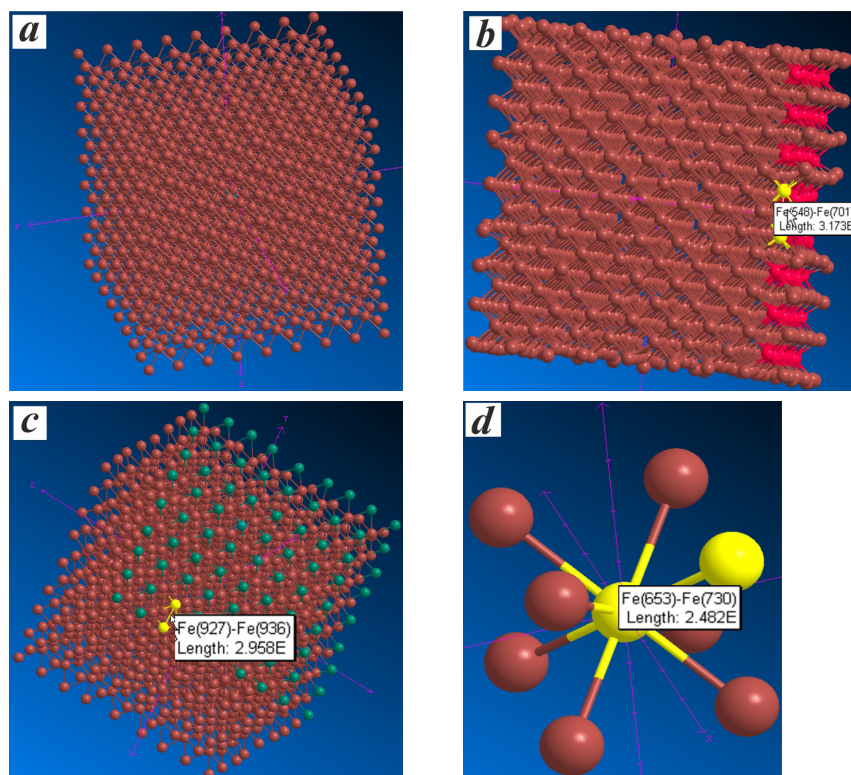 a
b
Fe(548)-Fe(701
Length: 3.173E
c
Fe(927)-Fe(936)
Length: 2.958E
d
Fe(653)-Fe(730)
Length: 2.482E